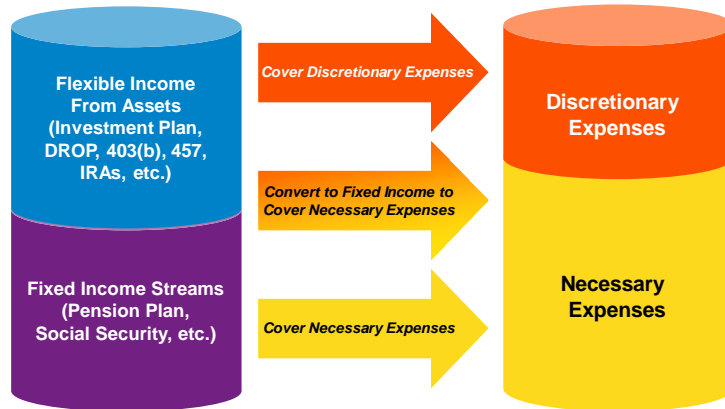 Flexible Income
From Assets
(Investment Plan,
DROP, 403(b), 457,
IRAs, etc.)
Fixed Income Streams
(Pension Plan,
Social Security, etc.)
Cover Discretionary Expenses
Convert to Fixed Income to
Cover Necessary Expenses
Cover Necessary Expenses
Discretionary
Expenses
Necessary
Expenses